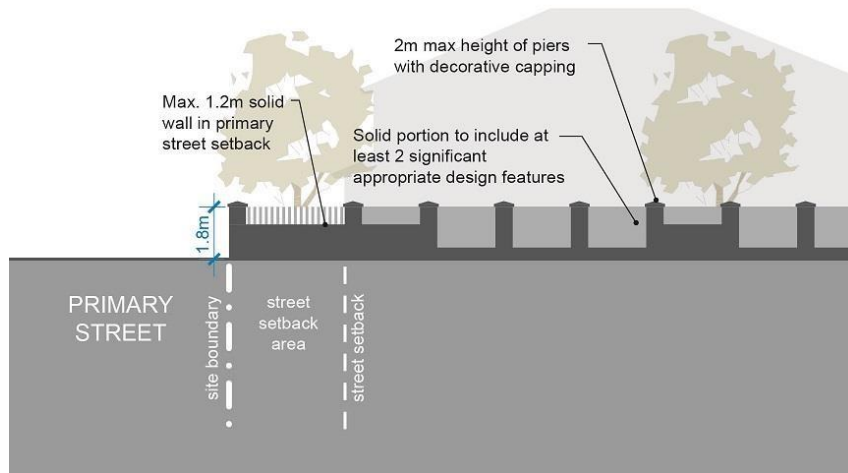 2m max height of piers
with decorative capping
Max. 1.2m solid
wall in primary
street setback
Solid portion to include at
least 2 significant
appropriate design features
1.8m
PRIMARY
STREET
site boundary
street
setback
area
street setback